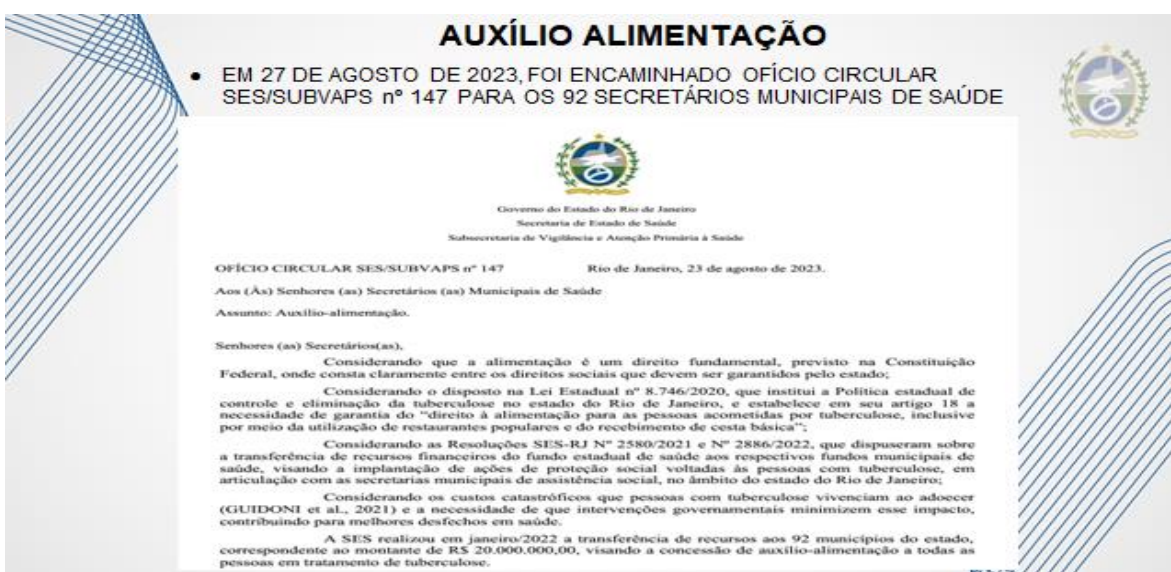 AUXÍLIO ALIMENTAÇÃO
● EM 27 DE AGOSTO DE 2023, FOI ENCAMINHADO OFÍCIO CIRCULAR
SES/SUBVAPS nº 147 PARA OS 92 SECRETÁRIOS MUNICIPAIS DE SAÚDE
Governo do Estado do Rio de Janeiro
Secretaria de Estado de Saúde
Subsecretaria de Vigilância e Atenção Primária à Saúde
OFÍCIO CIRCULAR SES/SUBVAPS nº 147 Rio de Janeiro, 23 de agosto de 2023.
Aos (Às) Senhores (as) Secretários (as) Municipais de Saúde
Assunto: Auxílio-alimentação.
Senhores (as) Secretários(as),
Considerando que a alimentação é um direito fundamental, previsto na Constituição
Federal, onde consta claramente entre os direitos sociais que devem ser garantidos pelo estado;
Considerando o disposto na Lei Estadual nº 8.746/2020, que institui a Política estadual de
controle e eliminação da tuberculose no estado do Rio de Janeiro, e estabelece em seu artigo 18 a
necessidade de garantia do “direito à alimentação para as pessoas acometidas por tuberculose, inclusive
por meio da utilização de restaurantes populares e do recebimento de cesta básica”;
Considerando as Resoluções SES-RJ Nº 2580/2021 e Nº 2886/2022, que dispuseram sobre
a transferência de recursos financeiros do fundo estadual de saúde aos respectivos fundos municipais de
saúde, visando a implantação de ações de proteção social voltadas às pessoas com tuberculose, em
articulação com as secretarias municipais de assistência social, no âmbito do estado do Rio de Janeiro;
Considerando os custos catastróficos que pessoas com tuberculose vivenciam ao adoecer
(GUIDONI et al., 2021) e a necessidade de que intervenções governamentais minimizem esse impacto,
contribuindo para melhores desfechos em saúde.
A SES realizou em janeiro/2022 a transferência de recursos aos 92 municípios do estado,
correspondente ao montante de R$ 20.000.000,00, visando a concessão de auxílio-alimentação a todas as
pessoas em tratamento de tuberculose.